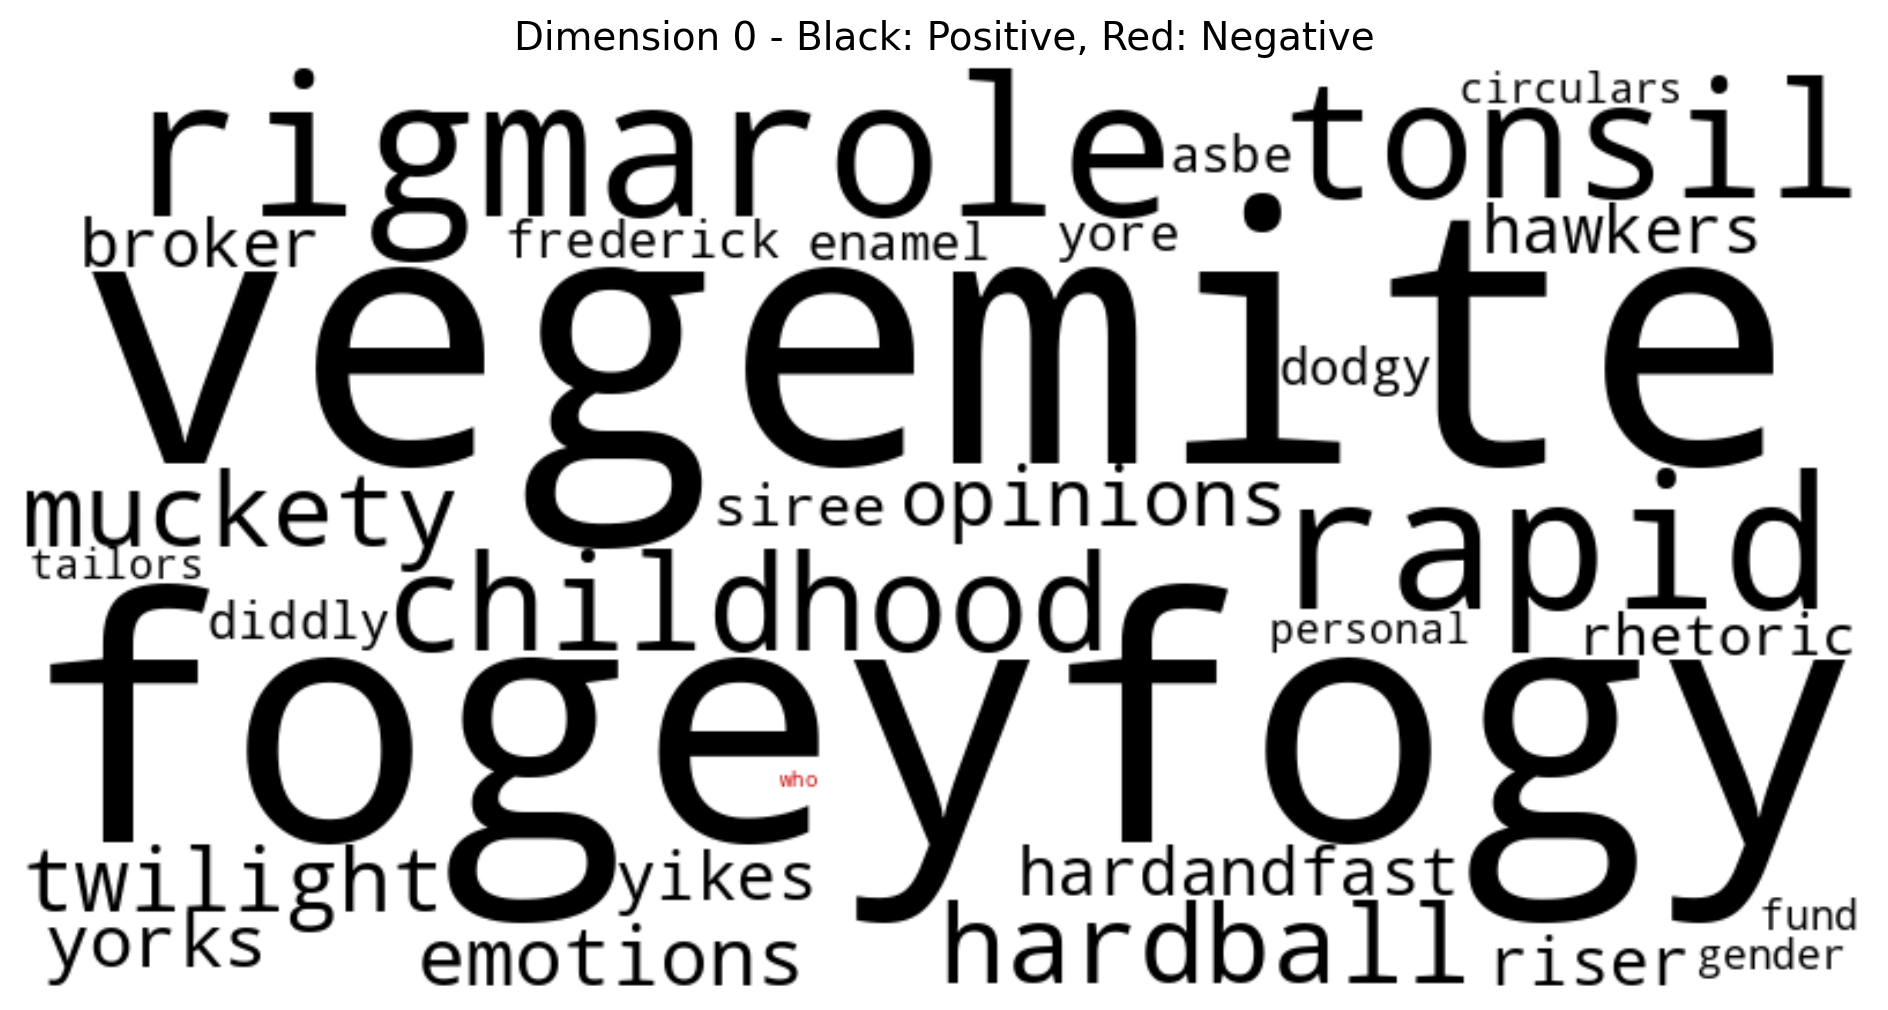 Dimension 0 - Black: Positive, Red: Negative
circulars
rigmarole asbe tonsil
broker frederick enamel yore hawkers
vegemite
dodgy
muckety siree opinions rapid
tailors
diddly childhood personal rhetoric
fogey fogy
who
twilight yikes hardandfast
yorks emotions hardball riser fund
gender